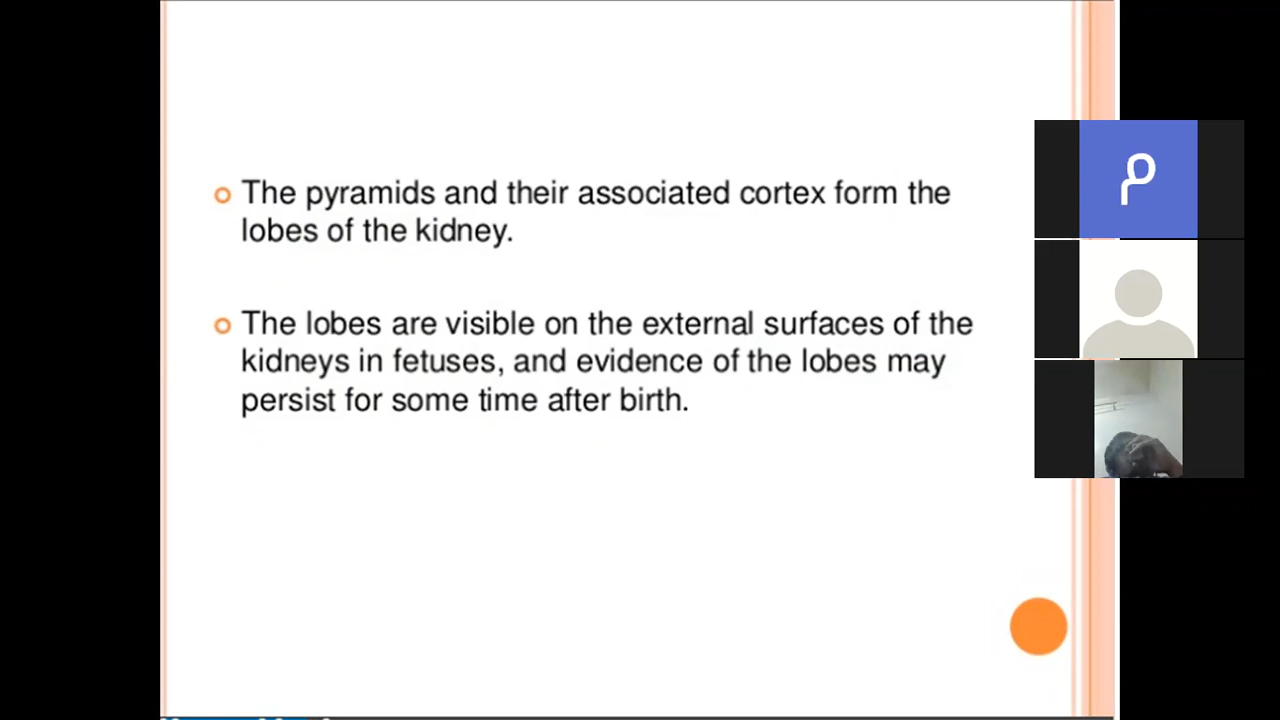 The pyramids and their associated cortex form the
lobes of the kidney.
The lobes are visible on the external surfaces of the
kidneys in fetuses, and evidence of the lobes may
persist for some time after birth.